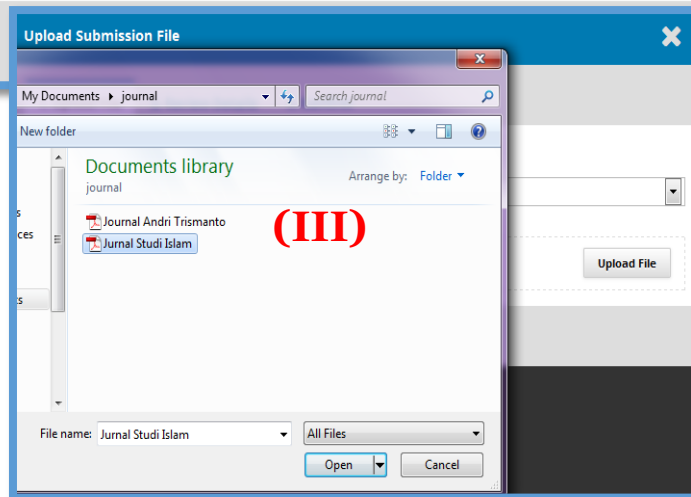 Upload Submission File
My Documents journal
Search journal
New folder
Documents library
journal
Arrange by: Folder
Journal Andri Trismanto
(III)
Jurnal Studi Islam
Upload File
File name: Jurnal Studi Islam
All Files
Open
Cancel